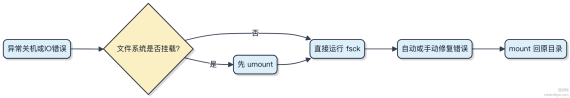 异常关机或IO错误
文件系统是否挂载?
否
是
先 umount
直接运行 fsck
自动或手动修复错误
mount 回原目录